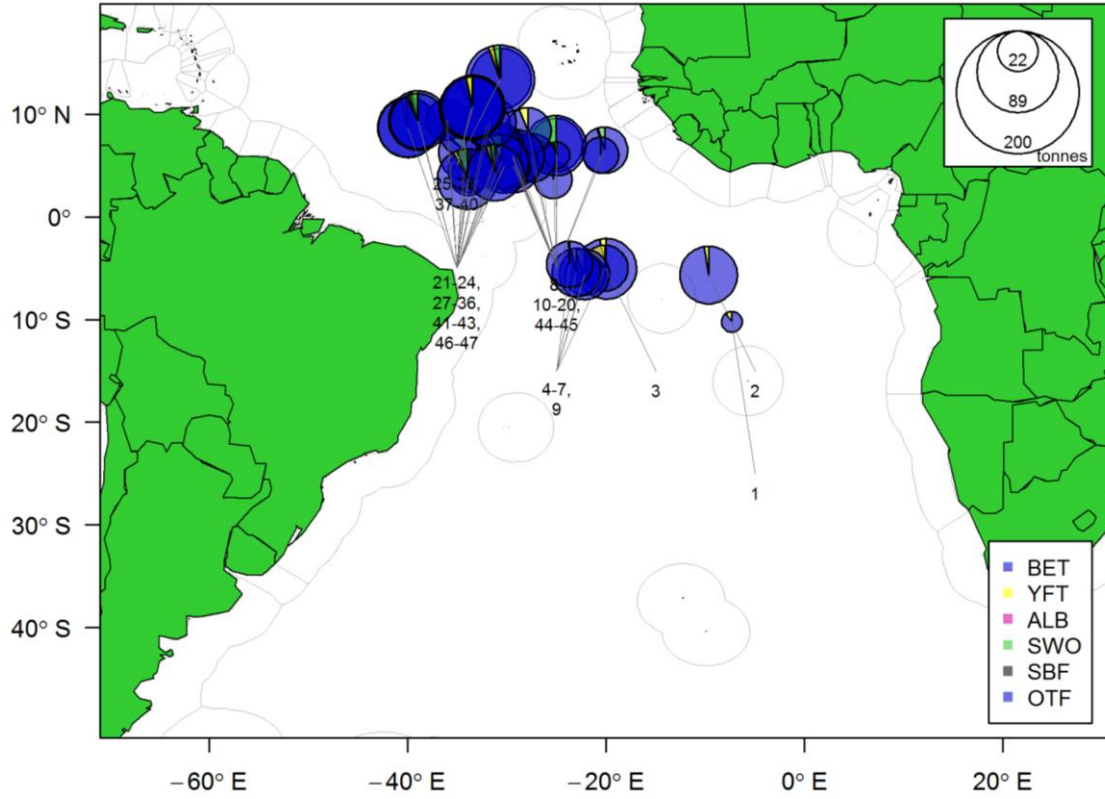 10° N
0°
10° S
20° S
30° S
40° S
22
89
200
tonnes
37-40
21-24,
27-36,
41-43,
46-47
10-20,
44-45
4-7,
9
3
2
1
BET
YFT
ALB
SWO
SBF
OTF
−60° E
−40° E
−20° E
0° E
20° E